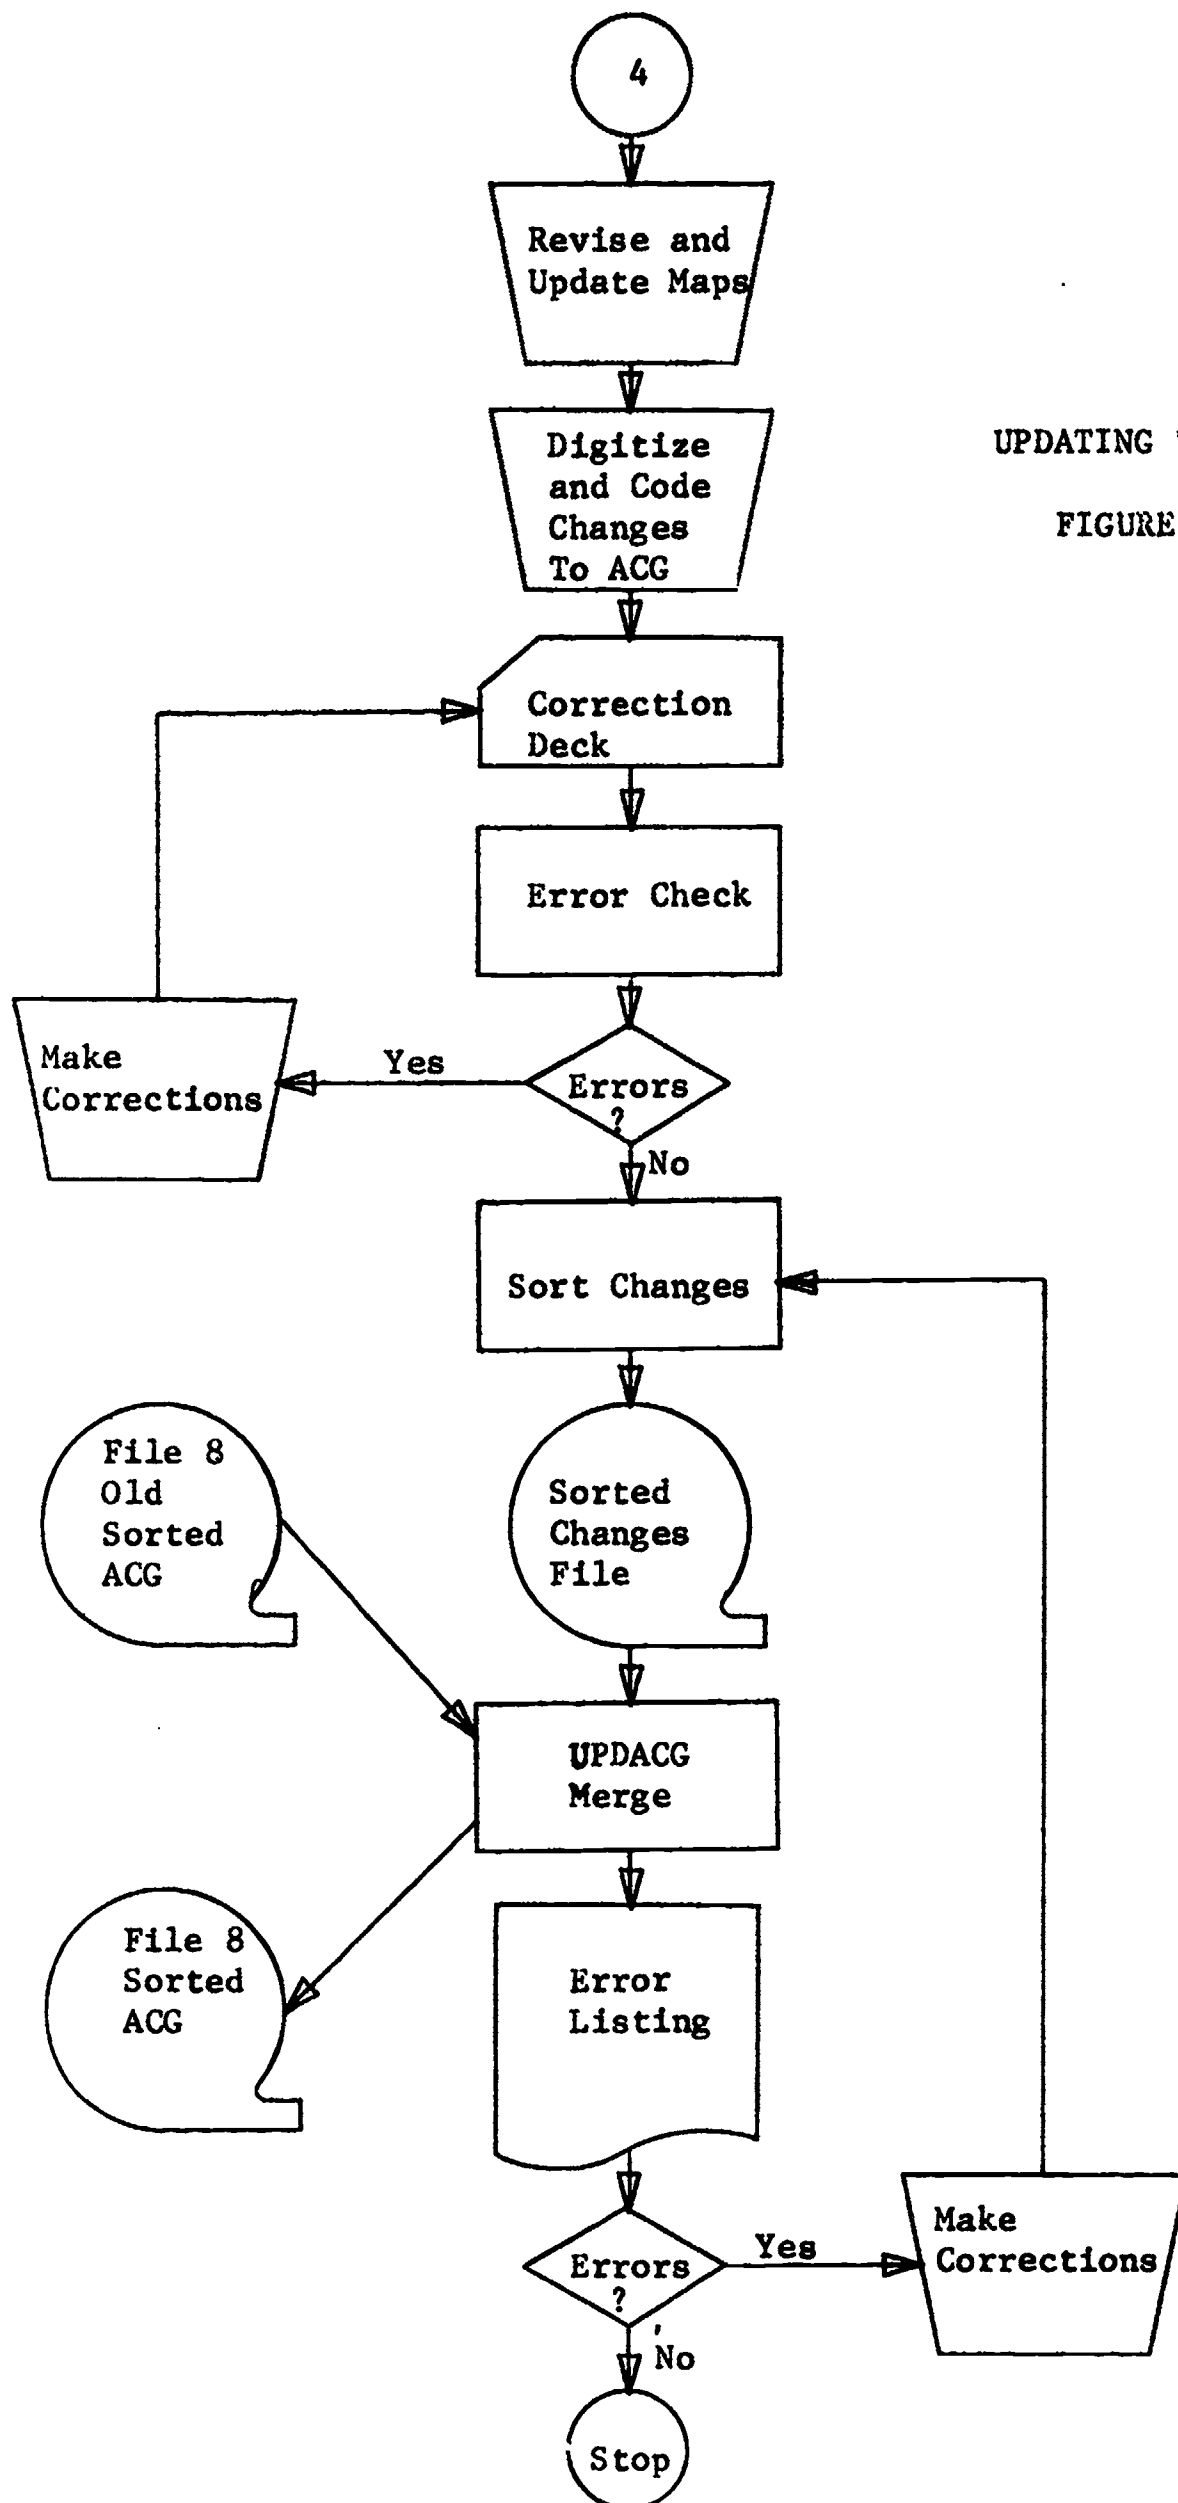 4
Revise and
Update Maps
Digitize
and Code
Changes
To ACG
UPDATING
FIGURE
Correction
Deck
Error Check
Make
Corrections
Yes
Errors
?
No
Sort Changes
File 8
Old
Sorted
ACG
Sorted
Changes
File
UPDACG
Merge
File 8
Sorted
ACG
Error
Listing
Errors
?
Yes
Make
Corrections
No
Stop